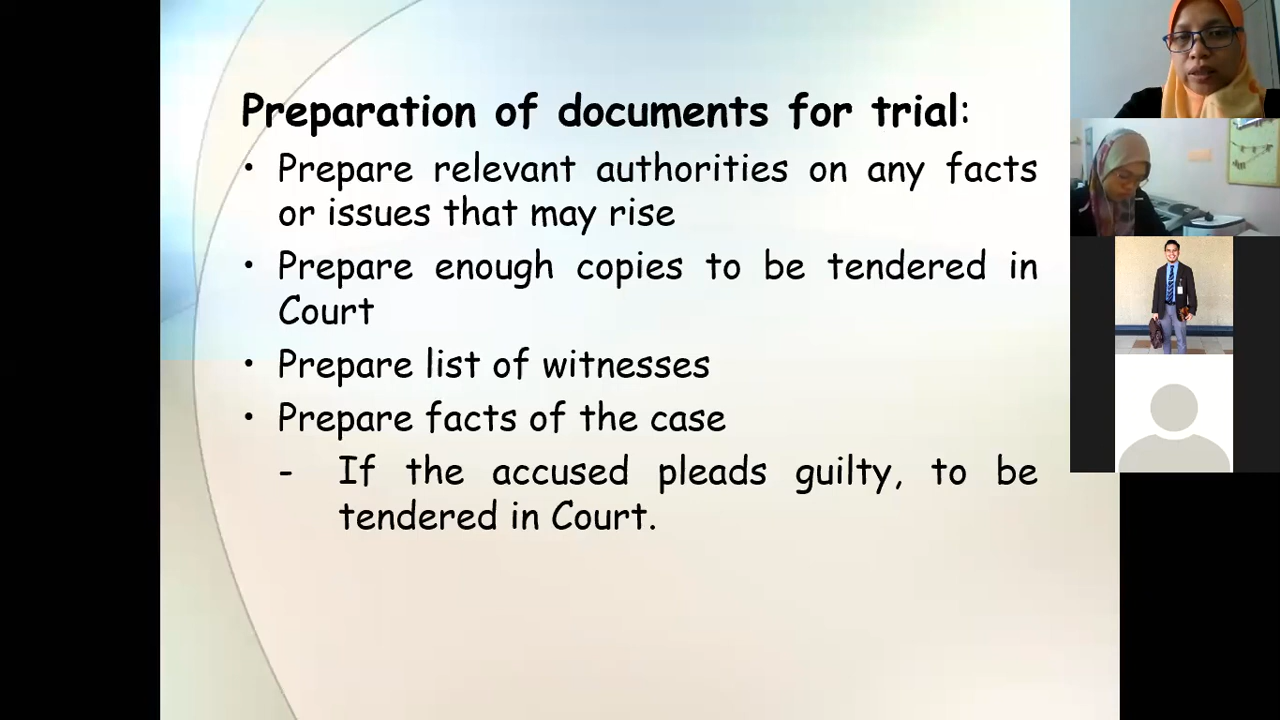 Preparation of documents for trial:
• Prepare relevant authorities on any facts
or issues that may rise
• Prepare enough copies to be tendered in
Court
• Prepare list of witnesses
• Prepare facts of the case
- If the accused pleads guilty, to be
tendered in Court.